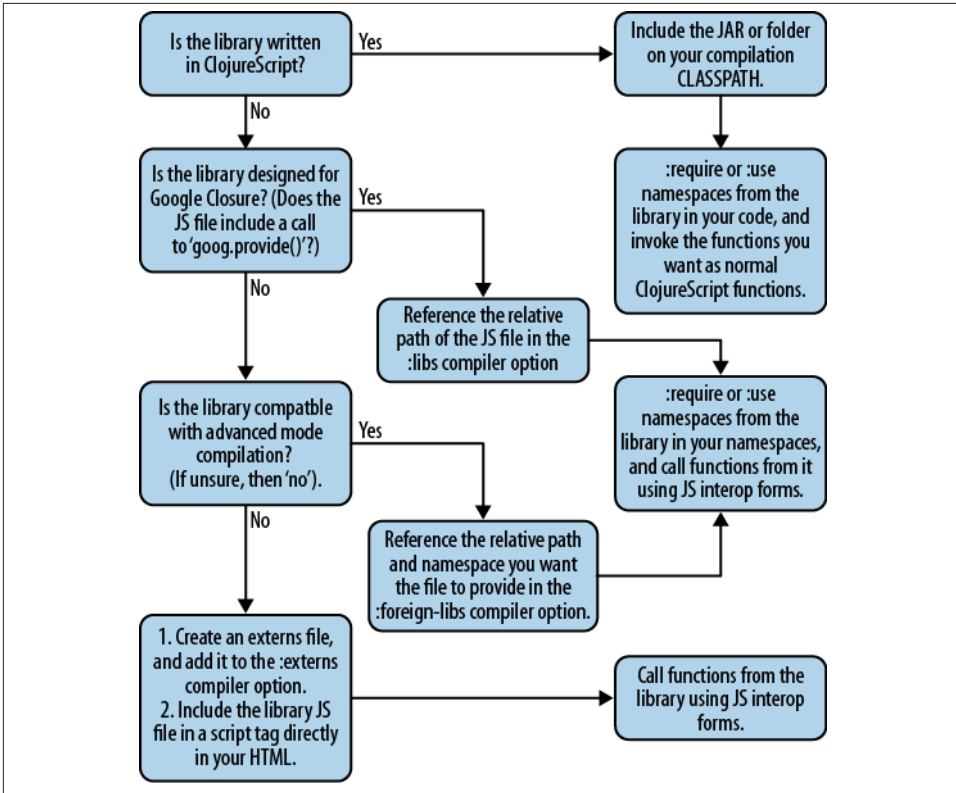 Is the library written
in ClojureScript?
Yes
Include the JAR or folder
on your compilation
CLASSPATH.
No
Is the library designed for
Google Closure? (Does the
JS file include a call
to ‘goog.provide()’?)
Yes
:require or :use
namespaces from the
library in your code, and
invoke the functions you
want as normal
ClojureScript functions.
No
Reference the relative
path of the JS file in the
:libs compiler option
Is the library compatble
with advanced mode
compilation?
(If unsure, then ‘no’).
Yes
:require or :use
namespaces from the
library in your namespaces,
and call functions from it
using JS interop forms.
No
Reference the relative path
and namespace you want
the file to provide in the
:foreign-libs compiler option.
1. Create an externs file,
and add it to the :externs
compiler option.
2. Include the library JS
file in a script tag directly
in your HTML.
Call functions from the
library using JS interop
forms.